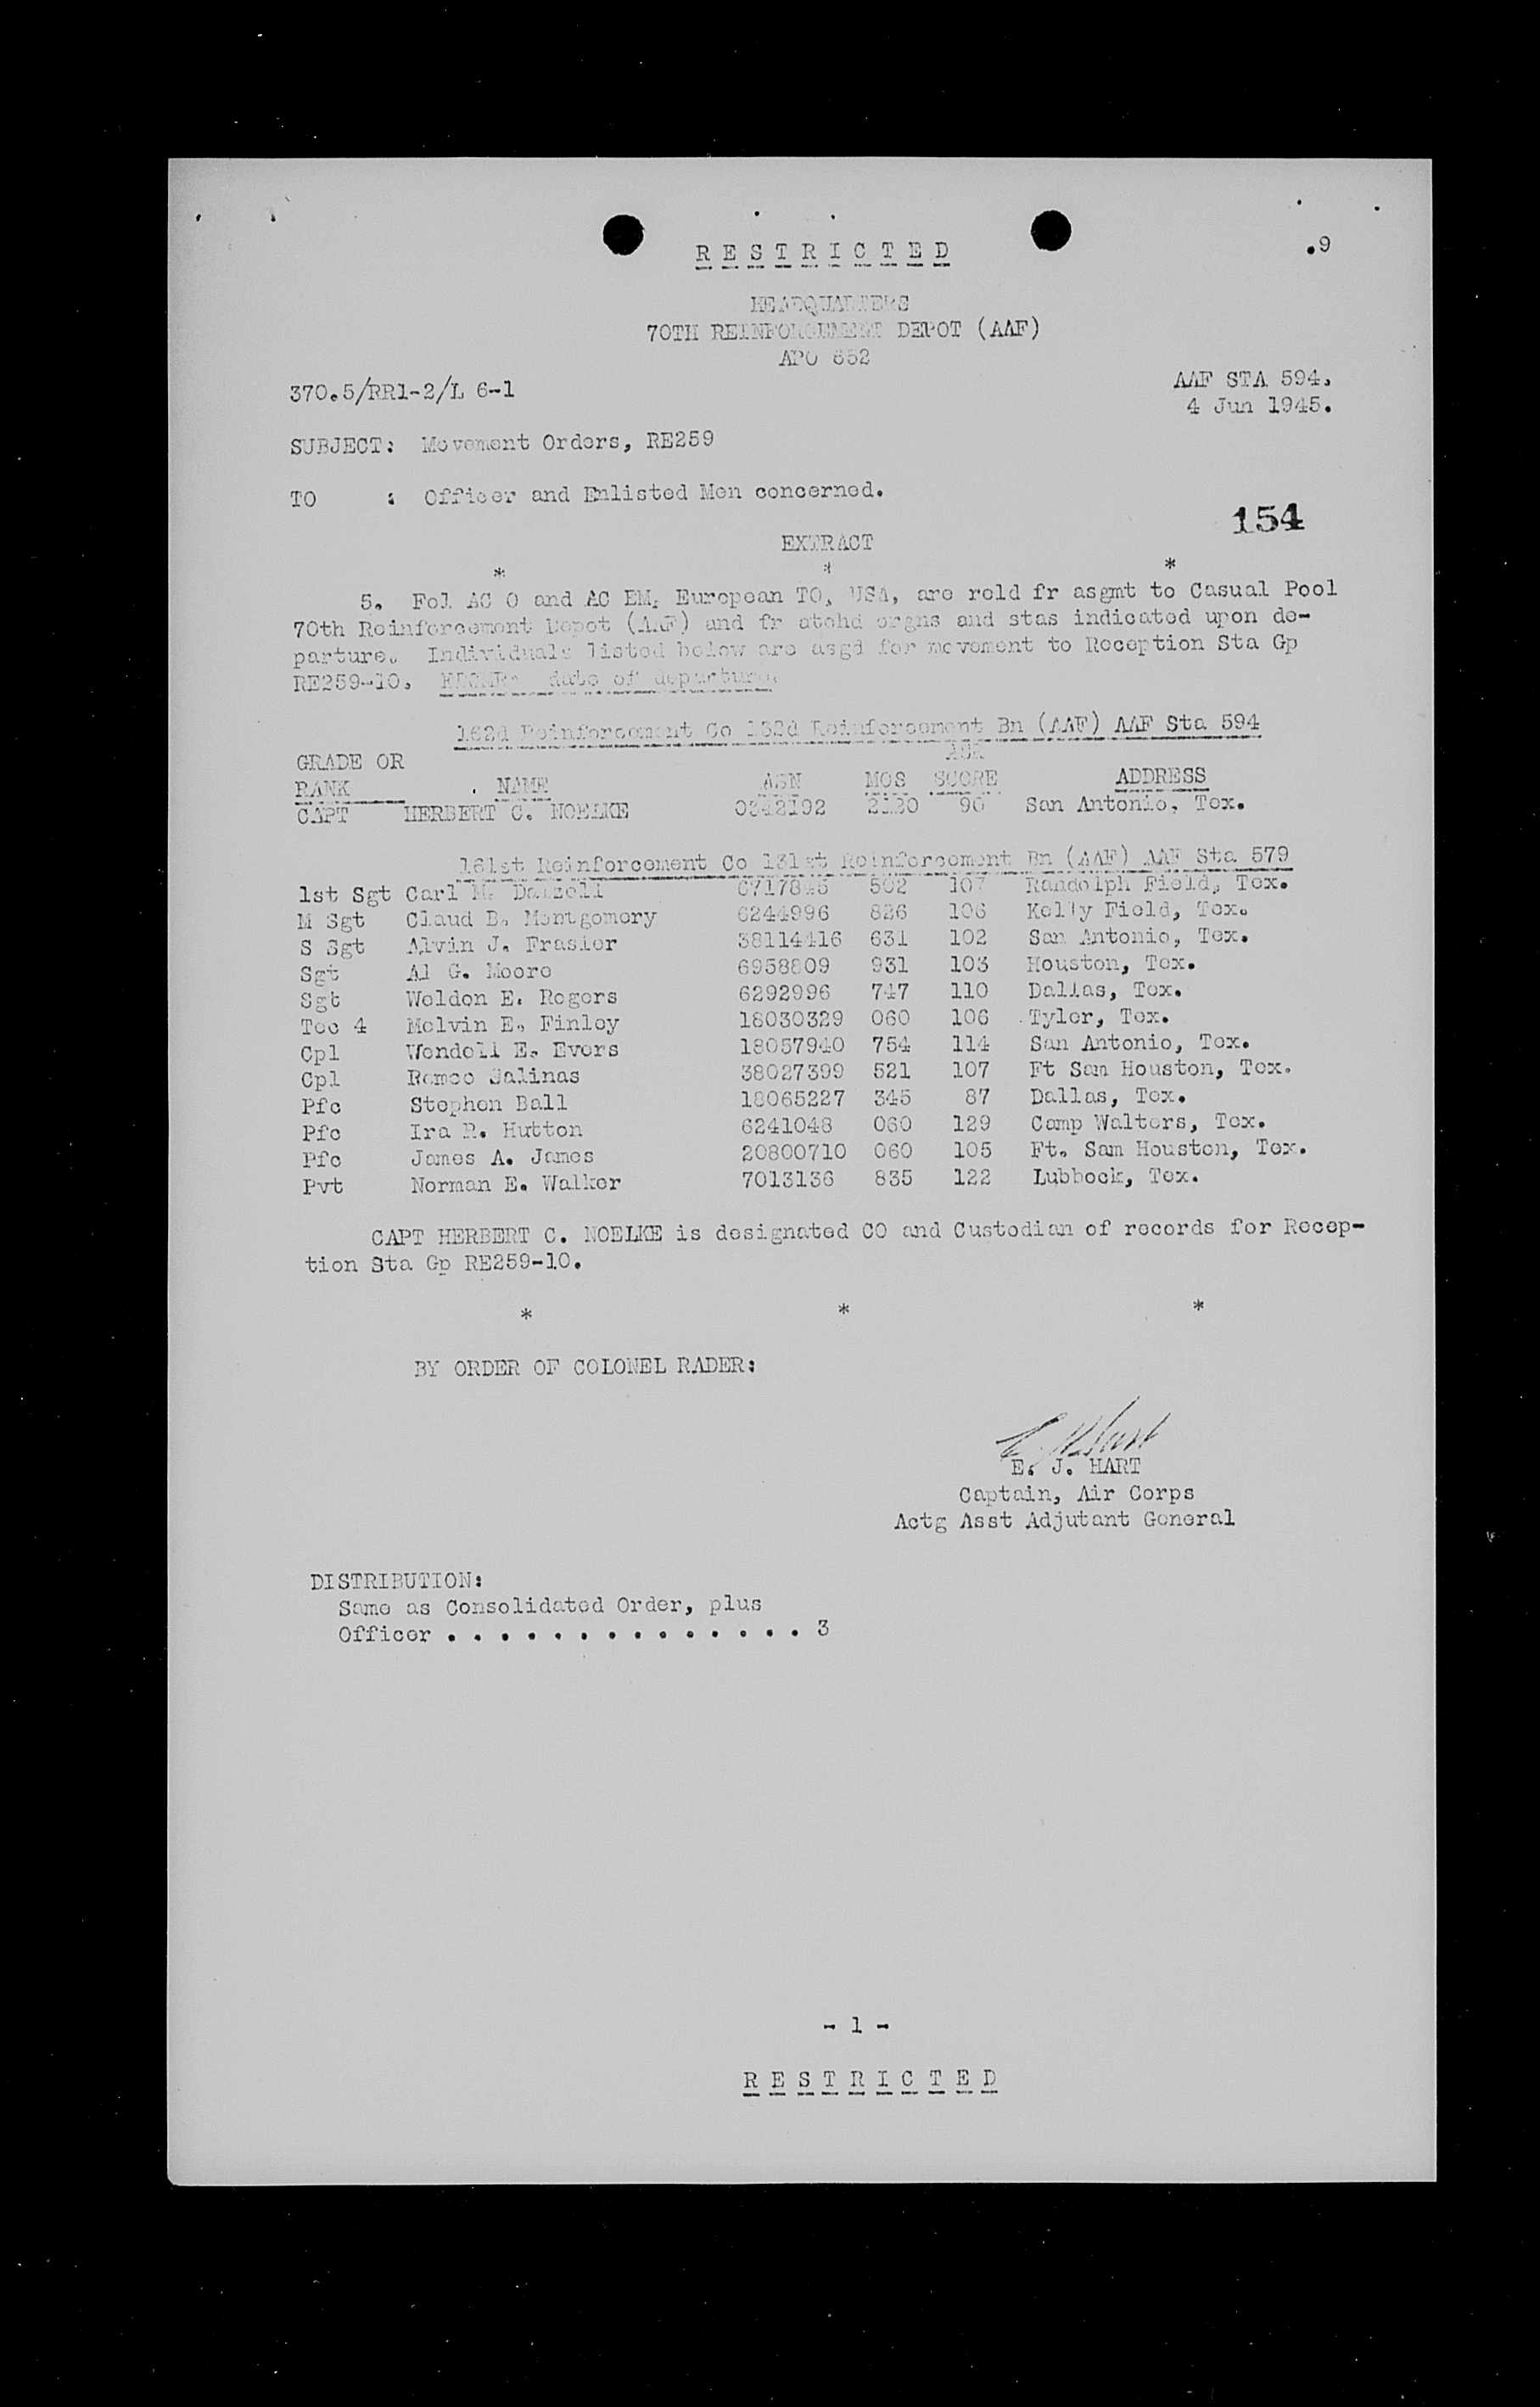 R E S T R I C T E D
.9
HEADQUARTERS
70TH REINFORCEMENT DEPOT (AAF)
APO 652
370.5/RR1-2/L 6-1
AAF STA 594.
4 Jun 1945.
SUBJECT: Movement Orders, RE259
TO : Officer and Enlisted Men concerned.
154
EXTRACT
* * *
5. Fol AC O and AC EM, European TO, USA, are reld fr asgmt to Casual Pool
70th Reinforcement Depot (AAF) and fr atchd orgns and stas indicated upon de-
parture. Individuals listed below are asgd for movement to Reception Sta Gp
RE259-10. date of departure.
162d Reinforcement Co 132d Reinforcement Bn (AAF) AAF Sta 594
GRADE OR ASR
RANK NAME ASN MOS SCORE ADDRESS
CAPT HERBERT C. NOELKE 0342192 2120 90 San Antonio, Tex.
161st Reinforcement Co 131st Reinforcement Bn (AAF) AAF Sta 579
1st Sgt Carl M. Dalzell 502 107 Randolph Field, Tex.
M Sgt Claud B. Montgomery 6244996 826 106 Kelly Field, Tex.
S Sgt Alvin J. Frasier 38114416 631 102 San Antonio, Tex.
Sgt Al G. Moore 6958809 931 103 Houston, Tex.
Sgt Weldon E. Rogers 6292996 747 110 Dallas, Tex.
Tec 4 Melvin E. Finley 18030329 060 106 Tyler, Tex.
Cpl Wendell E. Evers 18057940 754 114 San Antonio, Tex.
Cpl Rameo Salinas 38027399 521 107 Ft Sam Houston, Tex.
Pfc Stephen Ball 18065227 345 87 Dallas, Tex.
Pfc Ira R. Hutton 6241048 060 129 Camp Walters, Tex.
Pfc James A. James 20800710 060 105 Ft. Sam Houston, Tex.
Pvt Norman E. Walker 7013136 835 122 Lubbock, Tex.
CAPT HERBERT C. NOELKE is designated CO and Custodian of records for Recep-
tion Sta Gp RE259-10.
* * *
BY ORDER OF COLONEL RADER:
E. J. Hart
E. J. HART
Captain, Air Corps
Actg Asst Adjutant General
DISTRIBUTION:
Same as Consolidated Order, plus
Officer . . . . . . . . . . . . . . 3
- 1 -
R E S T R I C T E D